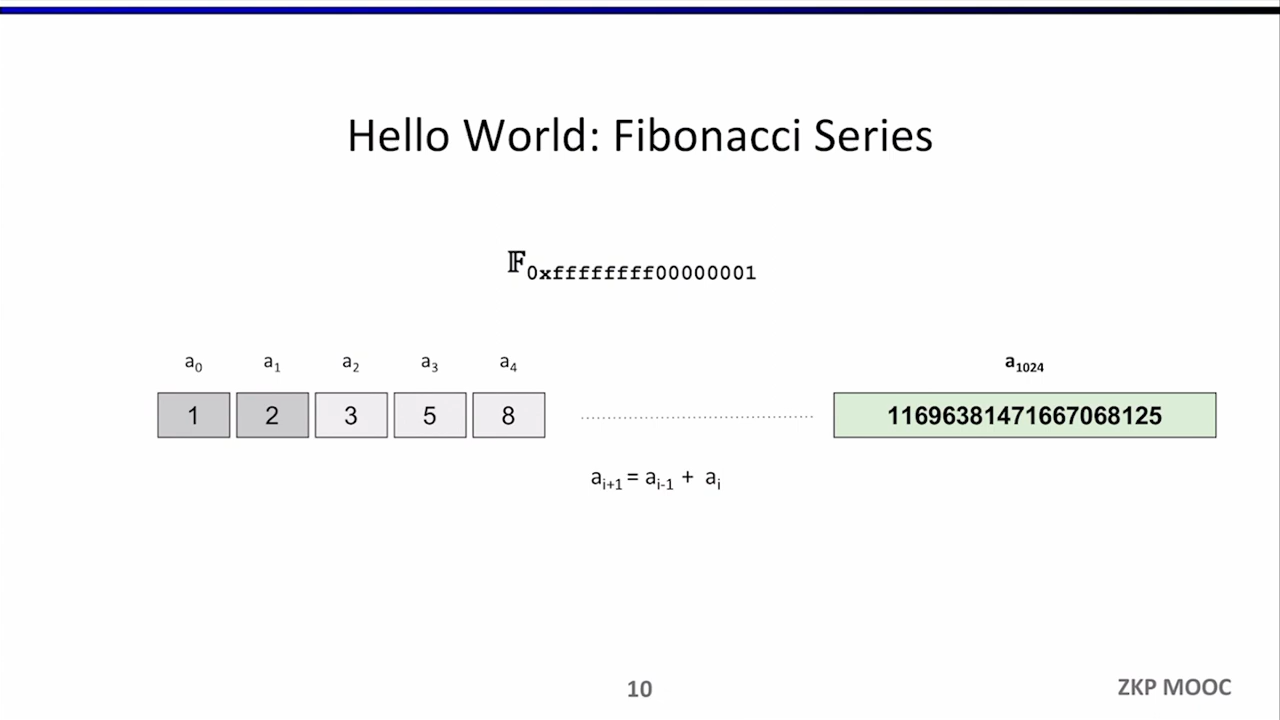 Hello World: Fibonacci Series
𝔽0xffffffff00000001
a0 a1 a2 a3 a4 a1024
1 2 3 5 8 11696381471667068125
ai+1 = ai-1 + ai
10 ZKP MOOC